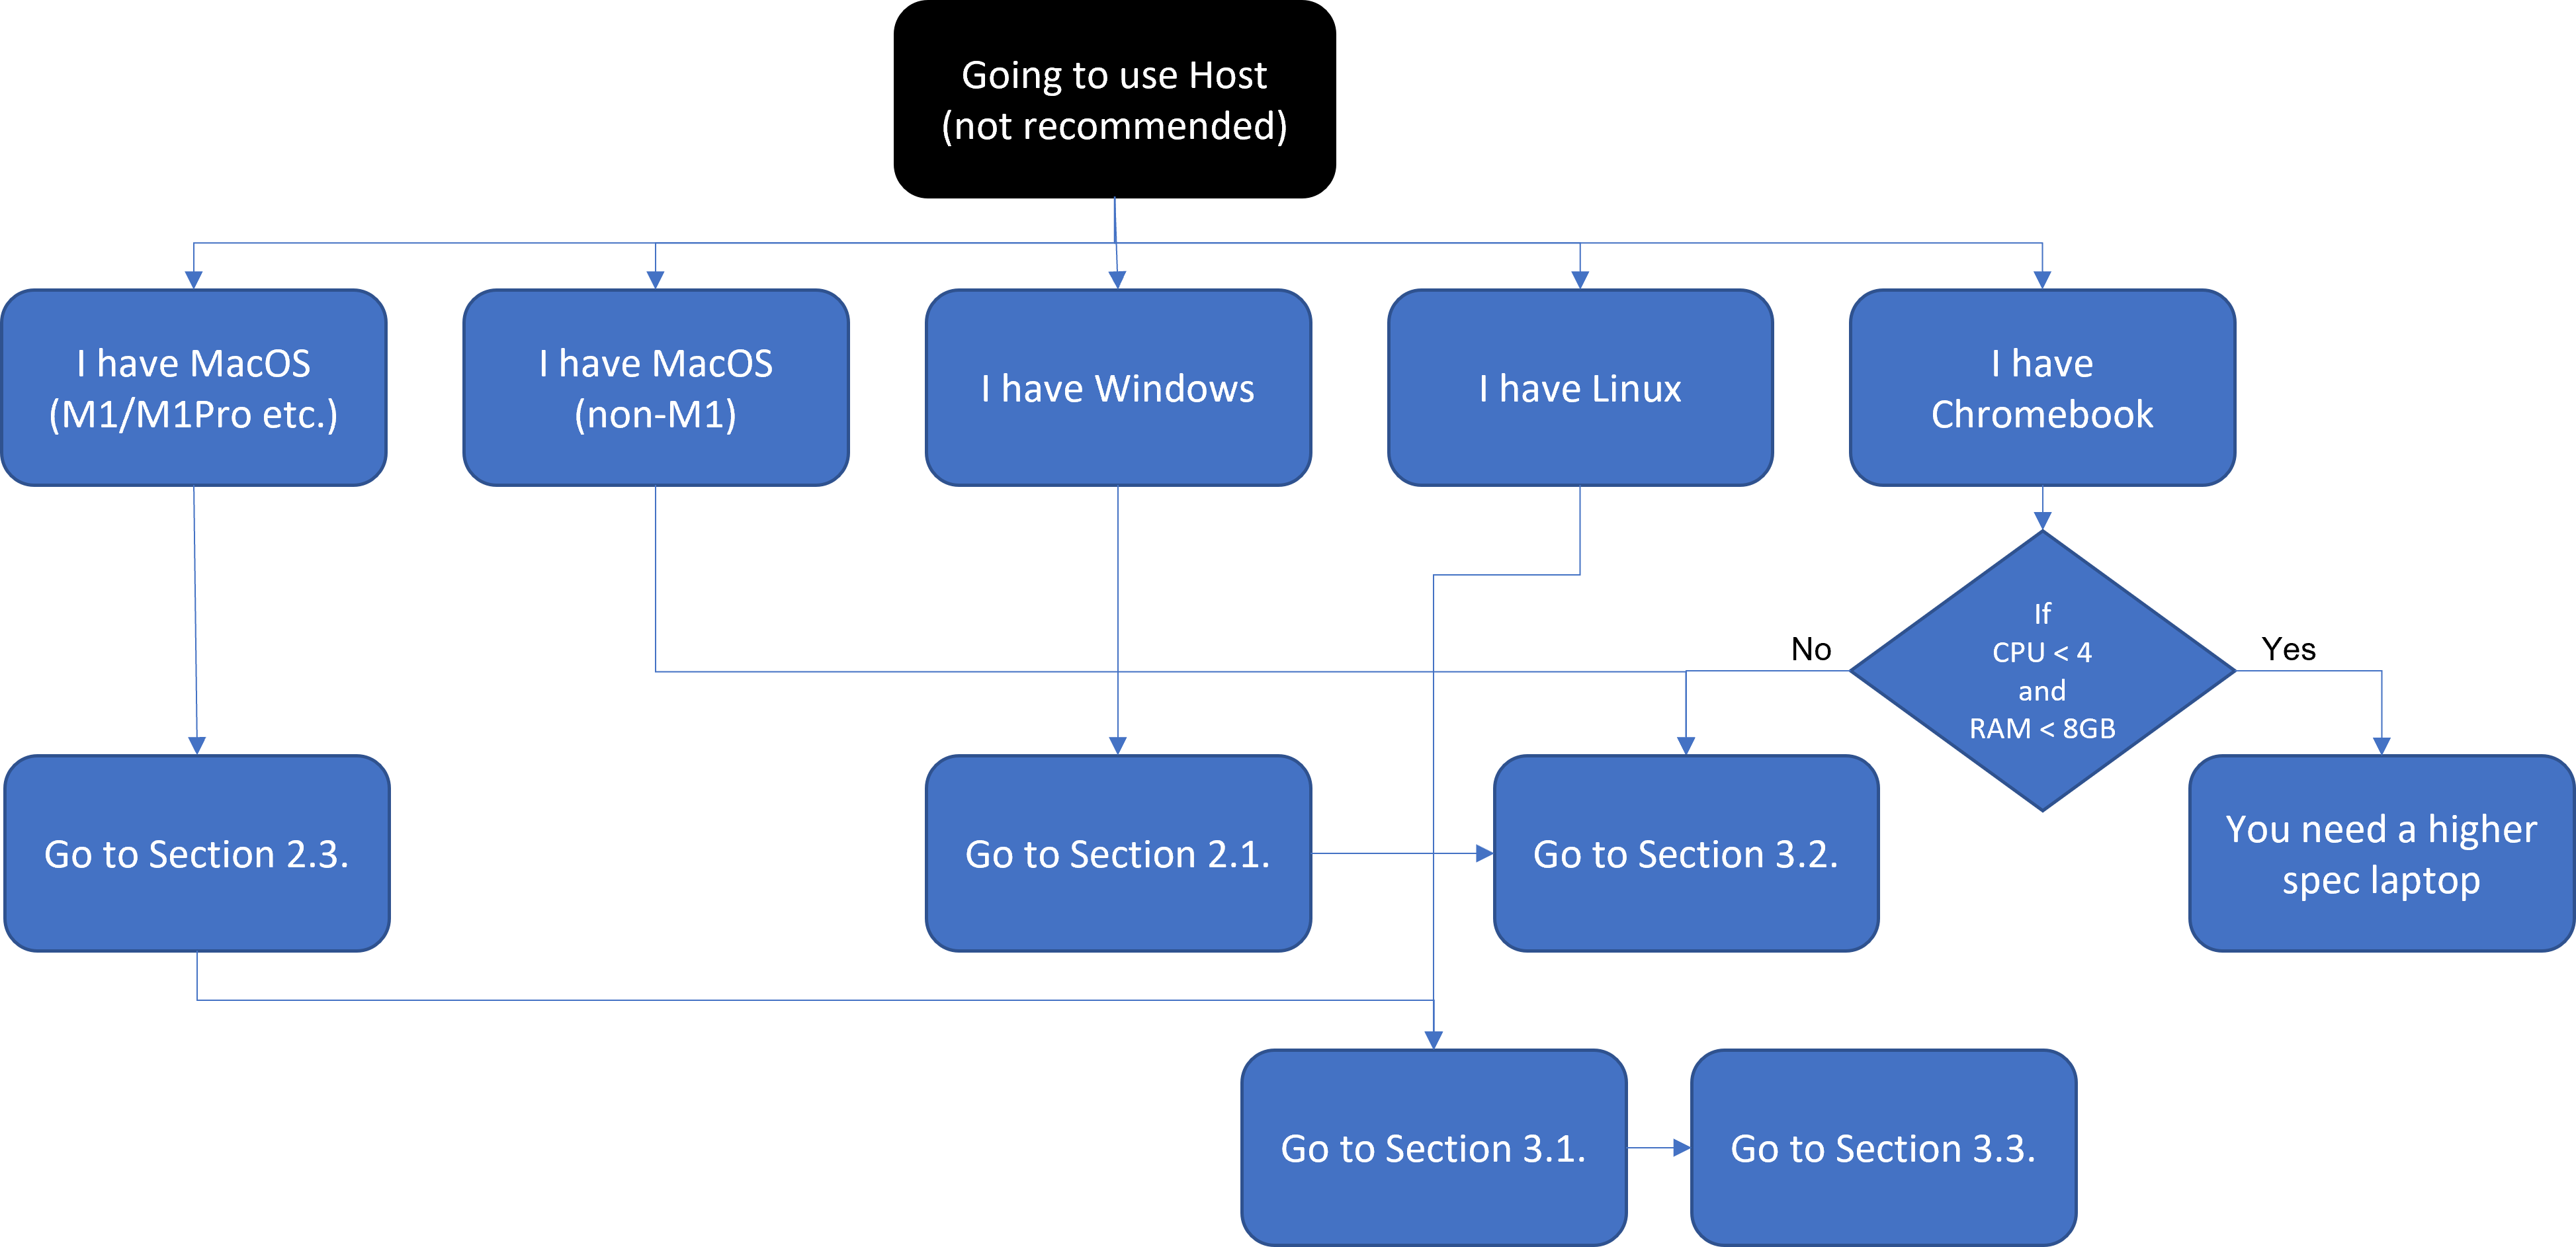 Going to use Host
(not recommended)
I have MacOS
(M1/M1Pro etc.)
I have MacOS
(non-M1)
I have Windows
I have Linux
I have
Chromebook
If
CPU < 4
and
RAM < 8GB
No
Yes
Go to Section 2.3.
Go to Section 2.1.
Go to Section 3.2.
You need a higher
spec laptop
Go to Section 3.1.
Go to Section 3.3.